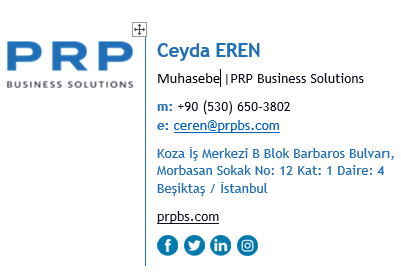 PRP
BUSINESS SOLUTIONS
Ceyda EREN
Muhasebe|PRP Business Solutions
m: +90 (530) 650-3802
e: ceren@prpbs.com
Koza İş Merkezi B Blok Barbaros Bulvarı,
Morbasan Sokak No: 12 Kat: 1 Daire: 4
Beşiktaş / İstanbul
prpbs.com